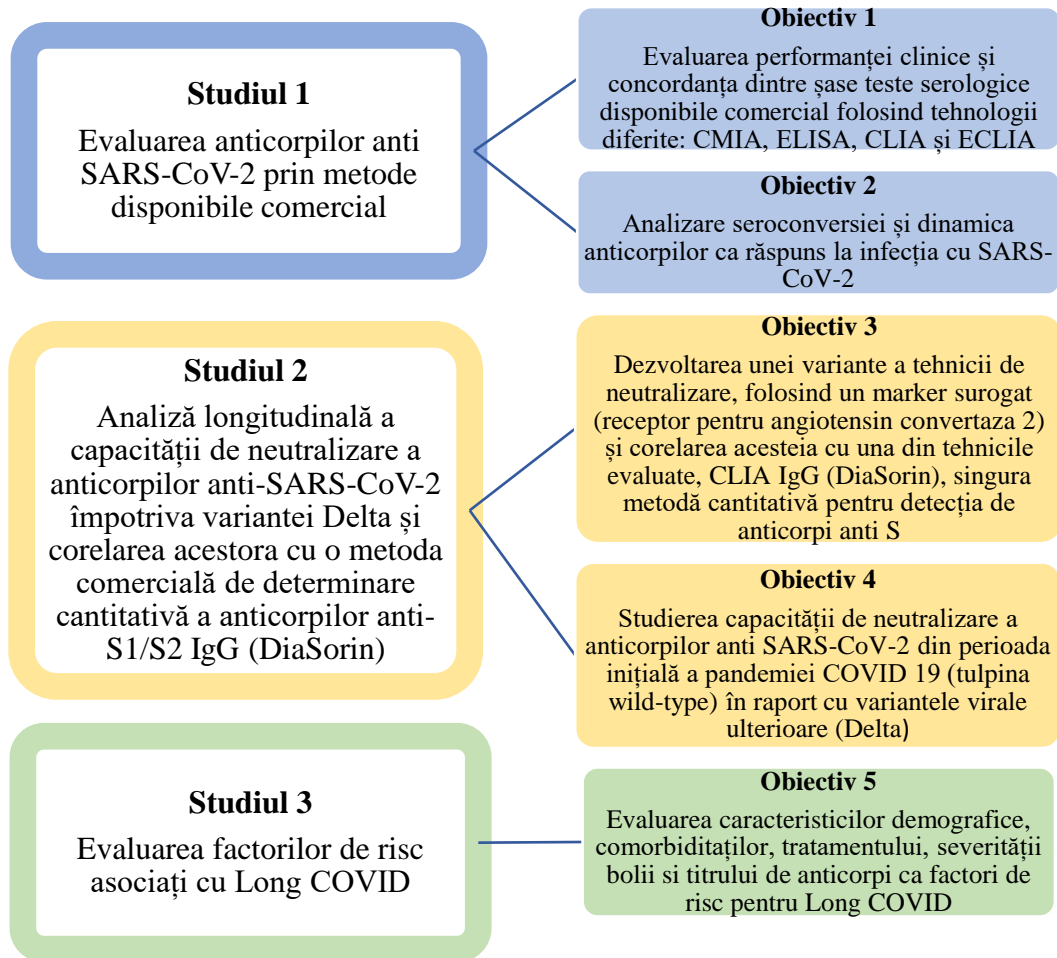 Studiul 1
Evaluarea anticorpilor anti
SARS-CoV-2 prin metode
disponibile comercial
Obiectiv 1
Evaluarea performanței clinice și
concordanța dintre șase teste serologice
disponibile comercial folosind tehnologii
diferite: CMIA, ELISA, CLIA și ECLIA
Obiectiv 2
Analizare seroconversiei și dinamica
anticorpilor ca răspuns la infecția cu SARS-
CoV-2
Studiul 2
Analiză longitudinală a
capacității de neutralizare a
anticorpilor anti-SARS-CoV-2
împotriva variantei Delta și
corelarea acestora cu o metoda
comercială de determinare
cantitativă a anticorpilor anti-
S1/S2 IgG (DiaSorin)
Obiectiv 3
Dezvoltarea unei variante a tehnicii de
neutralizare, folosind un marker surogat
(receptor pentru angiotensin convertaza 2)
și corelarea acesteia cu una din tehnicile
evaluate, CLIA IgG (DiaSorin), singura
metodă cantitativă pentru detecția de
anticorpi anti S
Obiectiv 4
Studierea capacității de neutralizare a
anticorpilor anti SARS-CoV-2 din perioada
inițială a pandemiei COVID 19 (tulpina
wild-type) în raport cu variantele virale
ulterioare (Delta)
Studiul 3
Evaluarea factorilor de risc
asociați cu Long COVID
Obiectiv 5
Evaluarea caracteristicilor demografice,
comorbiditaților, tratamentului, severității
bolii si titrului de anticorpi ca factori de
risc pentru Long COVID